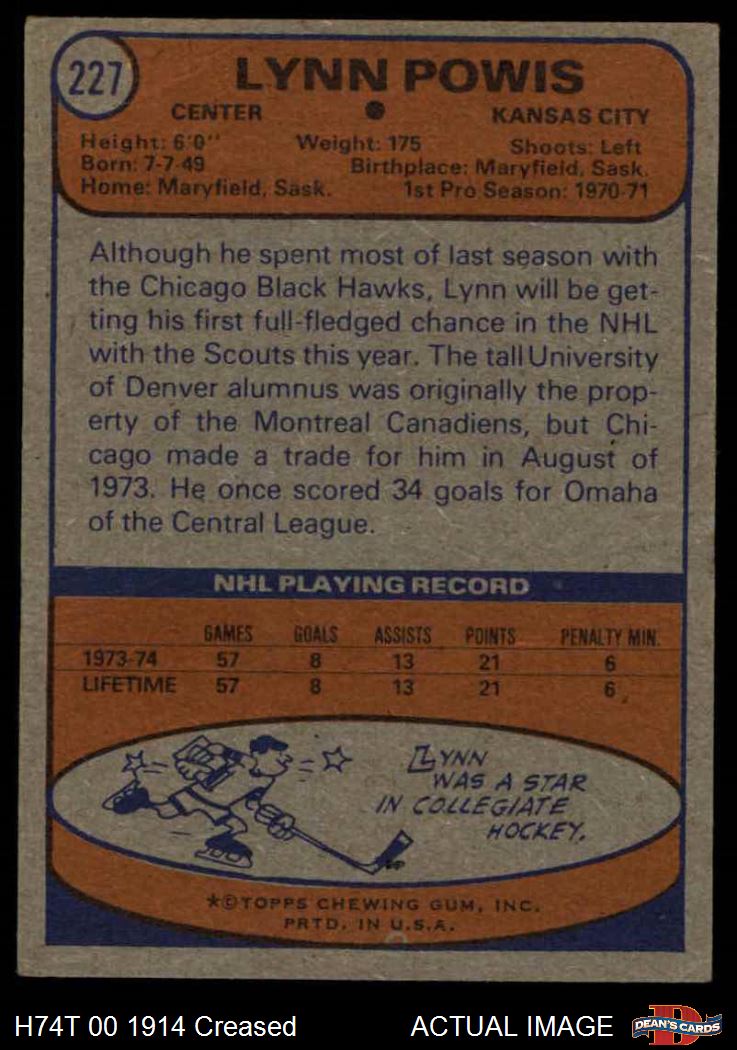 227
LYNN POWIS
CENTER ● KANSAS CITY
Height: 6'0" Weight: 175 Shoots: Left
Born: 7-7-49 Birthplace: Maryfield, Sask.
Home: Maryfield, Sask. 1st Pro Season: 1970-71
Although he spent most of last season with
the Chicago Black Hawks, Lynn will be get-
ting his first full-fledged chance in the NHL
with the Scouts this year. The tall University
of Denver alumnus was originally the prop-
erty of the Montreal Canadiens, but Chi-
cago made a trade for him in August of
1973. He once scored 34 goals for Omaha
of the Central League.
NHL PLAYING RECORD
GAMES GOALS ASSISTS POINTS PENALTY MIN.
1973-74 57 8 13 21 6
LIFETIME 57 8 13 21 6
LYNN
WAS A STAR
IN COLLEGIATE
HOCKEY.
★©TOPPS CHEWING GUM, INC.
PRTD. IN U.S.A.
H74T 00 1914 Creased ACTUAL IMAGE
D
DEAN'S CARDS